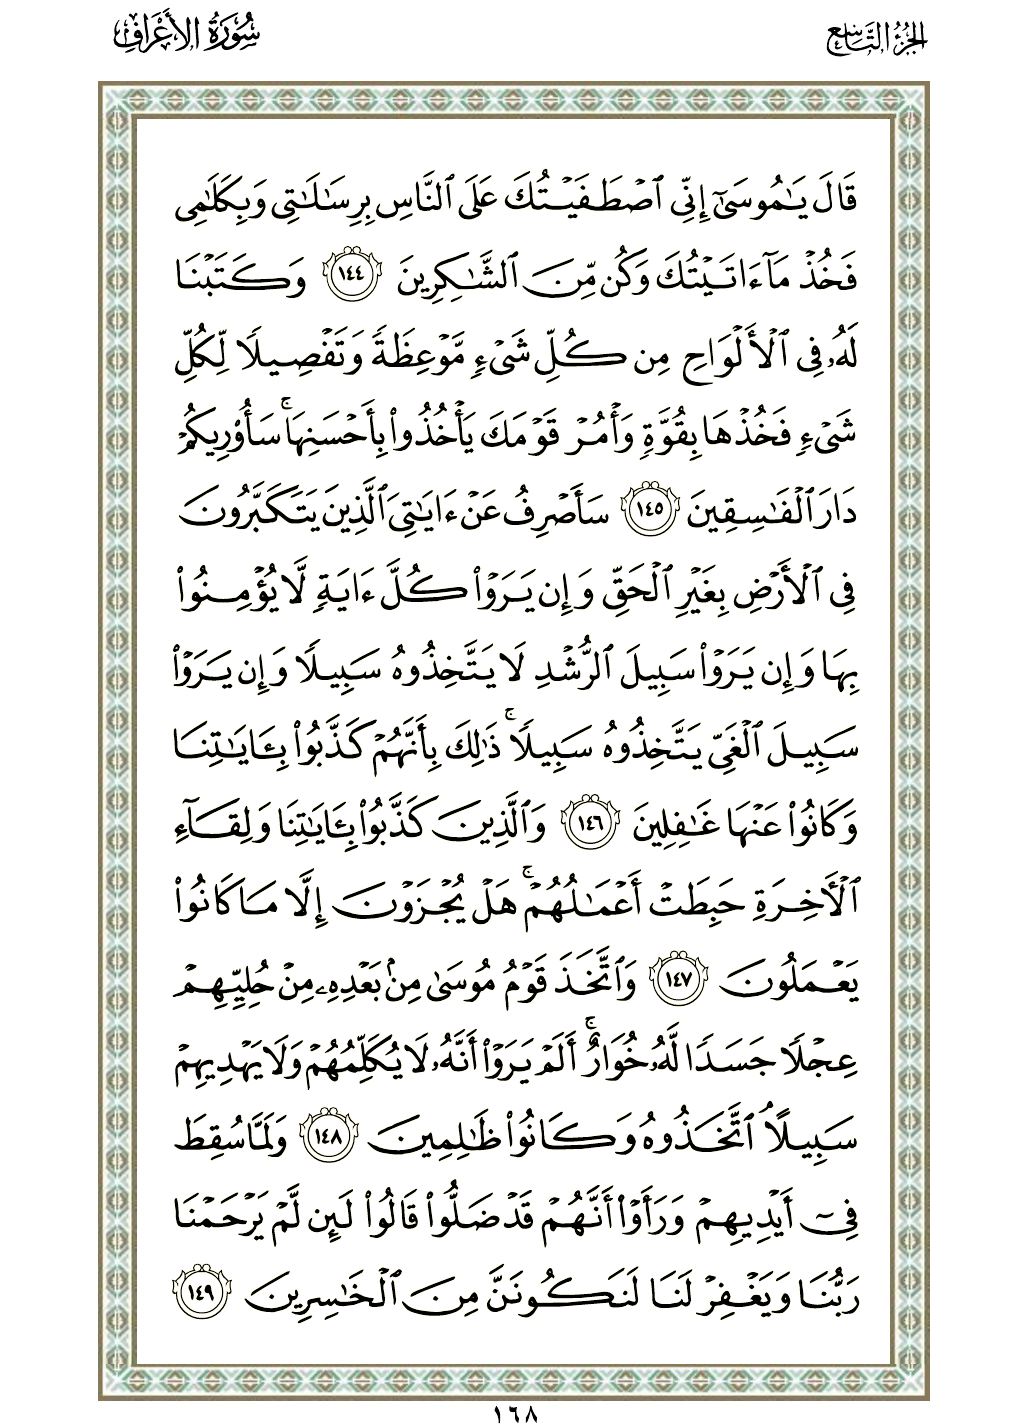 الجزء التاسع
سورة الأعراف
قَالَ يَـٰمُوسَىٰٓ إِنِّى ٱصْطَفَيْتُكَ عَلَى ٱلنَّاسِ بِرِسَـٰلَـٰتِى وَبِكَلَـٰمِى
فَخُذْ مَآ ءَاتَيْتُكَ وَكُن مِّنَ ٱلشَّـٰكِرِينَ ١٤٤ وَكَتَبْنَا
لَهُۥ فِى ٱلْأَلْوَاحِ مِن كُلِّ شَىْءٍ مَّوْعِظَةً وَتَفْصِيلًا لِّكُلِّ
شَىْءٍ فَخُذْهَا بِقُوَّةٍ وَأْمُرْ قَوْمَكَ يَأْخُذُوا۟ بِأَحْسَنِهَا ۚ سَأُو۟رِيكُمْ
دَارَ ٱلْفَـٰسِقِينَ ١٤٥ سَأَصْرِفُ عَنْ ءَايَـٰتِىَ ٱلَّذِينَ يَتَكَبَّرُونَ
فِى ٱلْأَرْضِ بِغَيْرِ ٱلْحَقِّ وَإِن يَرَوْا۟ كُلَّ ءَايَةٍ لَّا يُؤْمِنُوا۟
بِهَا وَإِن يَرَوْا۟ سَبِيلَ ٱلرُّشْدِ لَا يَتَّخِذُوهُ سَبِيلًا وَإِن يَرَوْا۟
سَبِيلَ ٱلْغَىِّ يَتَّخِذُوهُ سَبِيلًا ۚ ذَٰلِكَ بِأَنَّهُمْ كَذَّبُوا۟ بِـَٔايَـٰتِنَا
وَكَانُوا۟ عَنْهَا غَـٰفِلِينَ ١٤٦ وَٱلَّذِينَ كَذَّبُوا۟ بِـَٔايَـٰتِنَا وَلِقَآءِ
ٱلْـَٔاخِرَةِ حَبِطَتْ أَعْمَـٰلُهُمْ ۚ هَلْ يُجْزَوْنَ إِلَّا مَا كَانُوا۟
يَعْمَلُونَ ١٤٧ وَٱتَّخَذَ قَوْمُ مُوسَىٰ مِنۢ بَعْدِهِۦ مِنْ حُلِيِّهِمْ
عِجْلًا جَسَدًا لَّهُۥ خُوَارٌ ۚ أَلَمْ يَرَوْا۟ أَنَّهُۥ لَا يُكَلِّمُهُمْ وَلَا يَهْدِيهِمْ
سَبِيلًا ۘ ٱتَّخَذُوهُ وَكَانُوا۟ ظَـٰلِمِينَ ١٤٨ وَلَمَّا سُقِطَ
فِىٓ أَيْدِيهِمْ وَرَأَوْا۟ أَنَّهُمْ قَدْ ضَلُّوا۟ قَالُوا۟ لَئِن لَّمْ يَرْحَمْنَا
رَبُّنَا وَيَغْفِرْ لَنَا لَنَكُونَنَّ مِنَ ٱلْخَـٰسِرِينَ ١٤٩
١٦٨